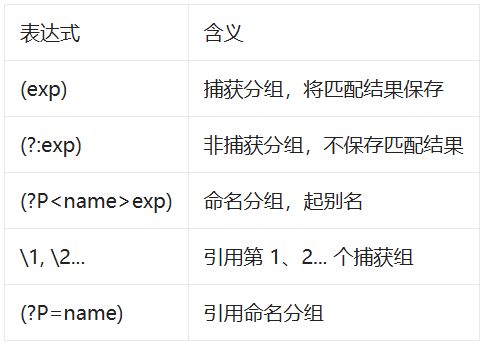 表达式 含义
(exp) 捕获分组，将匹配结果保存
(?:exp) 非捕获分组，不保存匹配结果
(?P<name>exp) 命名分组，起别名
\1, \2... 引用第 1、2... 个捕获组
(?P=name) 引用命名分组